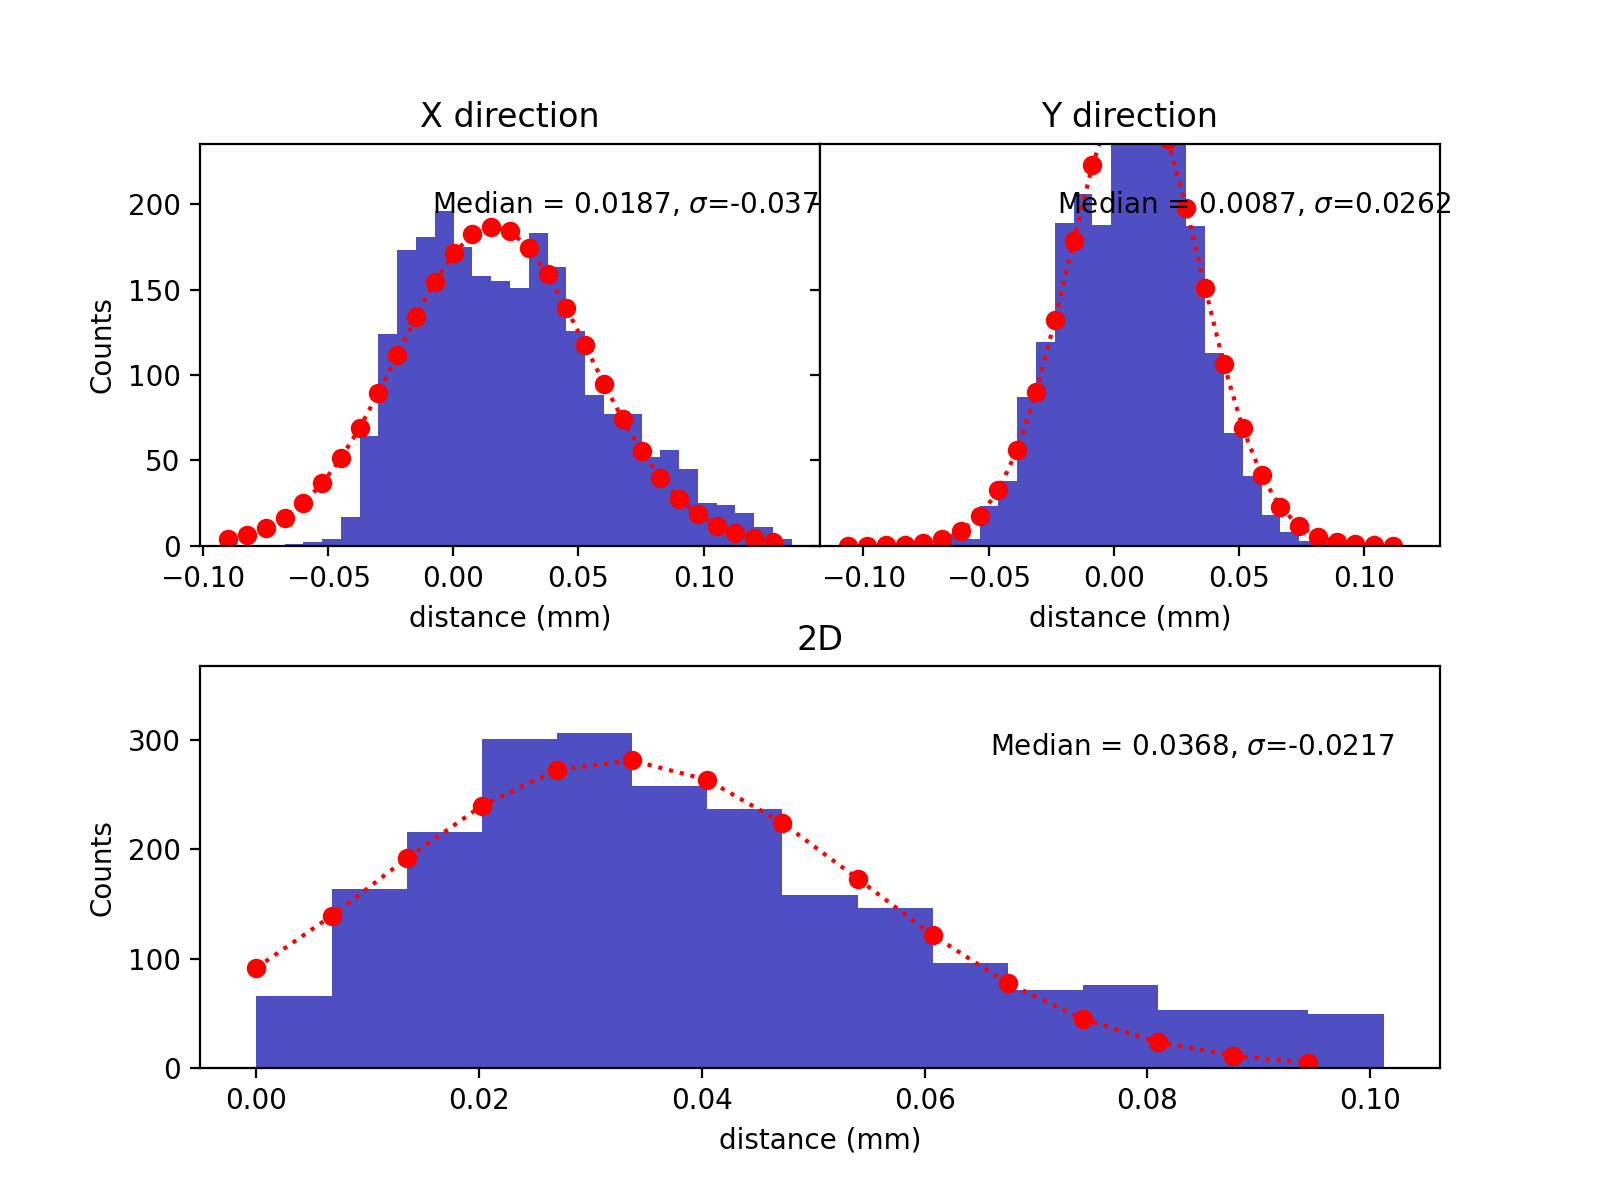 X direction
Y direction
Median = 0.0187, σ=-0.037
Median = 0.0087, σ=0.0262
Counts
200
150
100
50
0
−0.10 −0.05 0.00 0.05 0.10
−0.10 −0.05 0.00 0.05 0.10
distance (mm)
distance (mm)
2D
Median = 0.0368, σ=-0.0217
Counts
300
200
100
0
0.00 0.02 0.04 0.06 0.08 0.10
distance (mm)